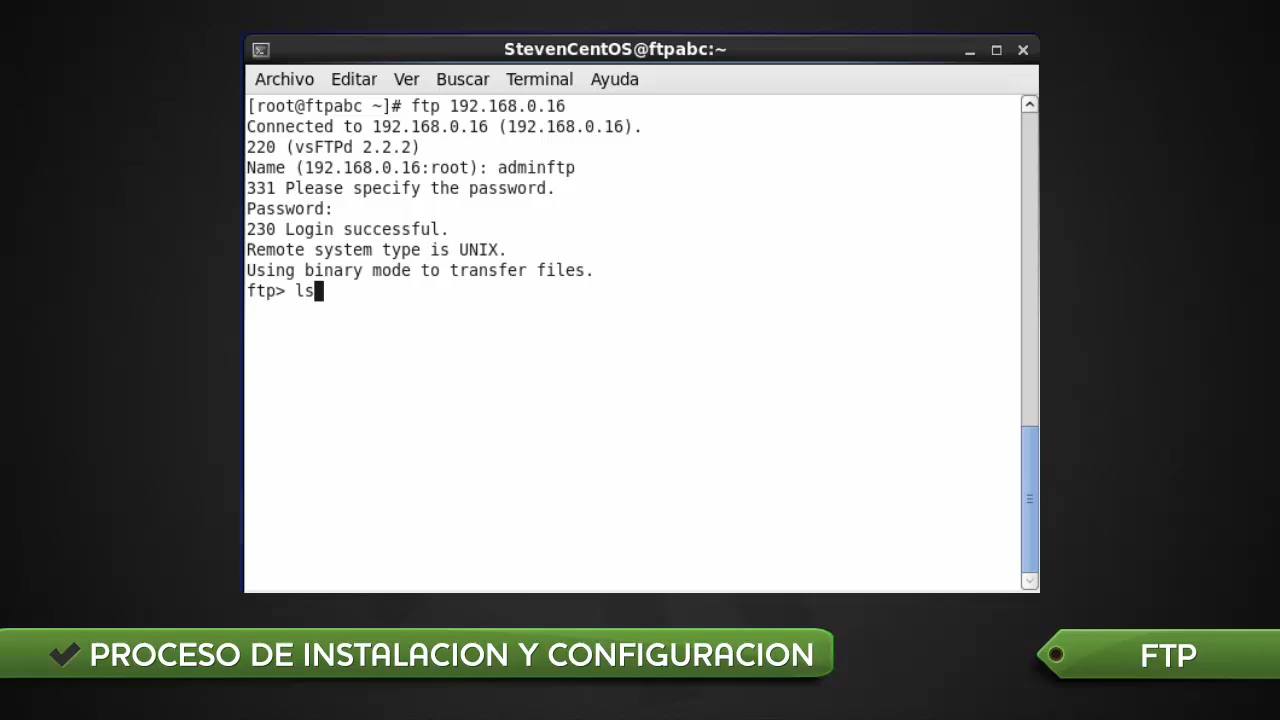 StevenCentOS@ftpabc:~
Archivo Editar Ver Buscar Terminal Ayuda
[root@ftpabc ~]# ftp 192.168.0.16
Connected to 192.168.0.16 (192.168.0.16).
220 (vsFTPd 2.2.2)
Name (192.168.0.16:root): adminftp
331 Please specify the password.
Password:
230 Login successful.
Remote system type is UNIX.
Using binary mode to transfer files.
ftp> ls
PROCESO DE INSTALACION Y CONFIGURACION
FTP